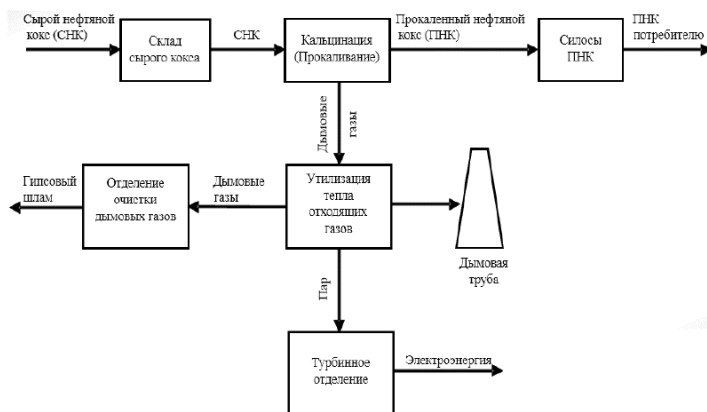 Сырой нефтяной
кокс (СНК)
Склад
сырого кокса
СНК
Кальцинация
(Прокаливание)
Прокаленный нефтяной
кокс (ПНК)
Силосы
ПНК
ПНК
потребителю
Дымовые
газы
Гипсовый
шлам
Отделение
очистки
дымовых газов
Дымовые
газы
Утилизация
тепла
отходящих
газов
Дымовая
труба
Пар
Турбинное
отделение
Электроэнергия